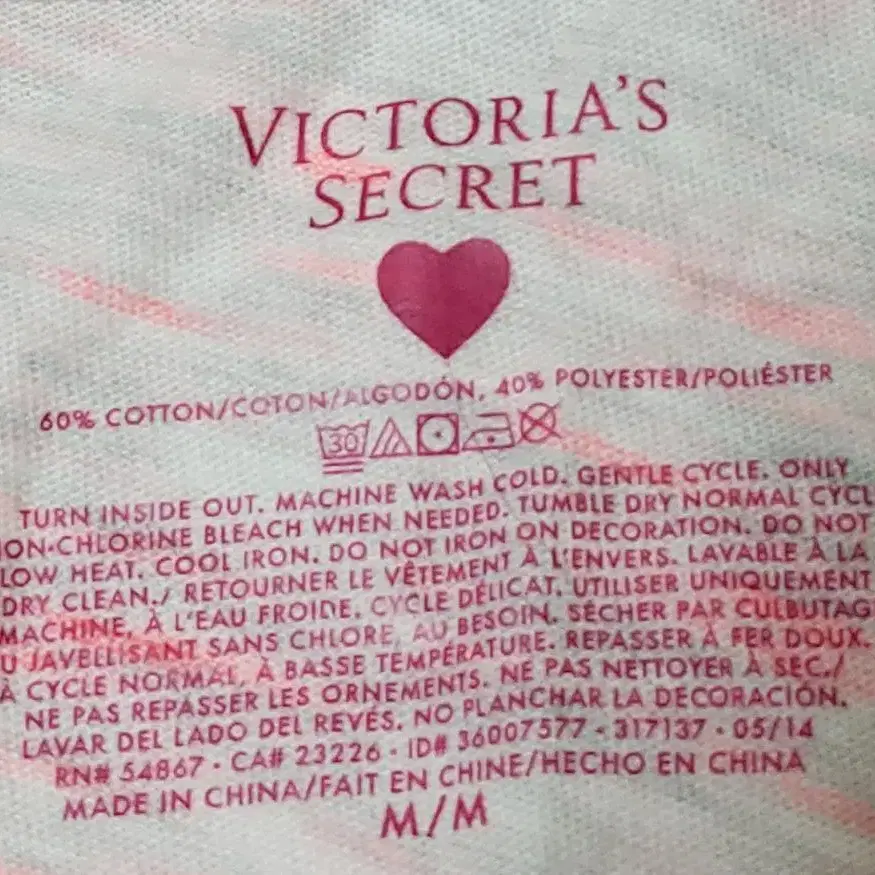 VICTORIA'S
SECRET
60% COTTON/COTON/ALGODÓN, 40% POLYESTER/POLIÉSTER
30
TURN INSIDE OUT. MACHINE WASH COLD. GENTLE CYCLE. ONLY
ON-CHLORINE BLEACH WHEN NEEDED. TUMBLE DRY NORMAL CYCL
LOW HEAT. COOL IRON. DO NOT IRON ON DECORATION. DO NOT
DRY CLEAN./ RETOURNER LE VÊTEMENT À L'ENVERS. LAVABLE À LA
MACHINE, À L'EAU FROIDE. CYCLE DÉLICAT. UTILISER UNIQUEMENT
U JAVELLISANT SANS CHLORE, AU BESOIN. SÉCHER PAR CULBUTAG
À CYCLE NORMAL, À BASSE TEMPÉRATURE. REPASSER À FER DOUX.
NE PAS REPASSER LES ORNEMENTS. NE PAS NETTOYER À SEC./
LAVAR DEL LADO DEL REVÉS. NO PLANCHAR LA DECORACIÓN.
RN# 54867 · CA# 23226 · ID# 36007577 - 317137 · 05/14
MADE IN CHINA/FAIT EN CHINE/HECHO EN CHINA
M/M